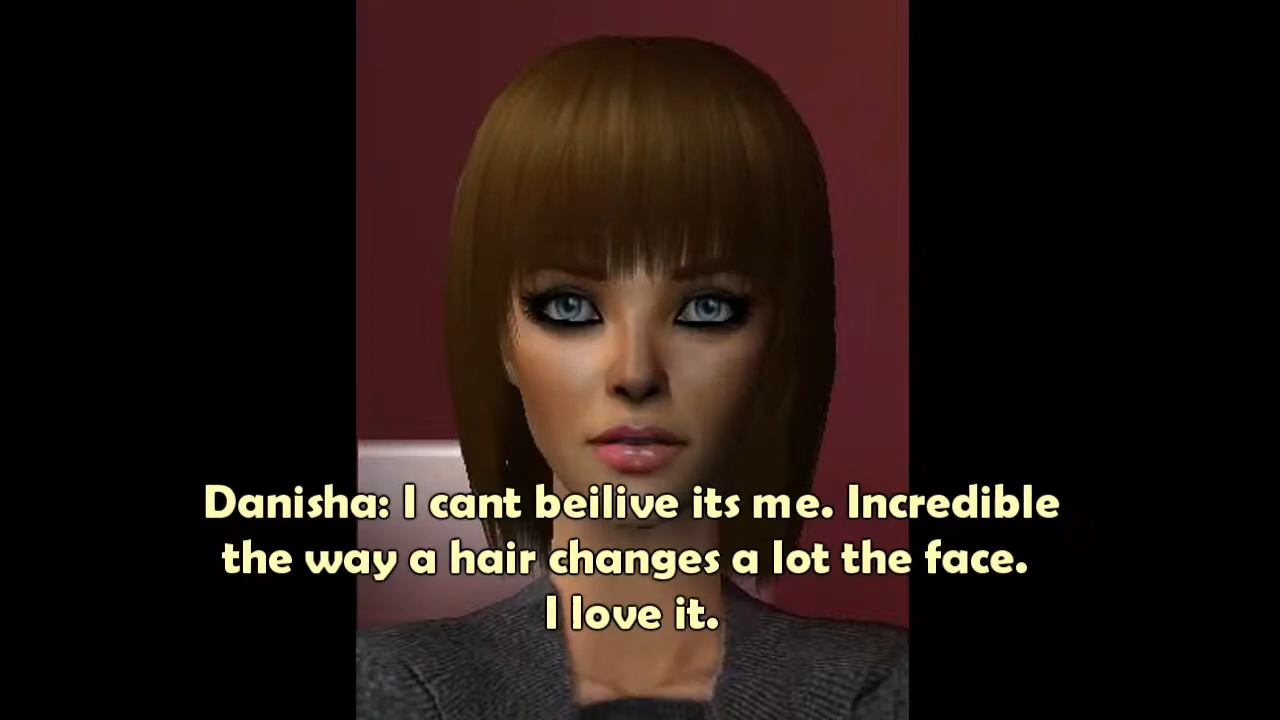 Danisha: I cant beilive its me. Incredible
the way a hair changes a lot the face.
I love it.